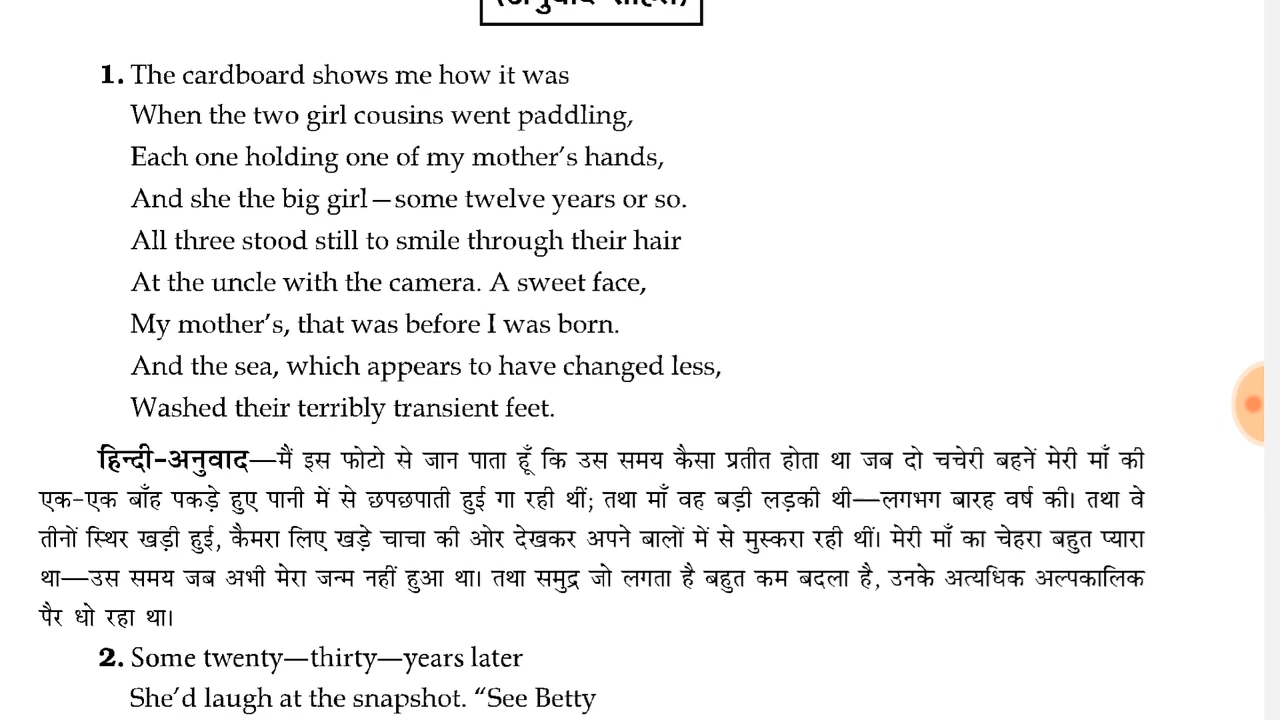 1. The cardboard shows me how it was
When the two girl cousins went paddling,
Each one holding one of my mother's hands,
And she the big girl—some twelve years or so.
All three stood still to smile through their hair
At the uncle with the camera. A sweet face,
My mother's, that was before I was born.
And the sea, which appears to have changed less,
Washed their terribly transient feet.
हिन्दी-अनुवाद—मैं इस फोटो से जान पाता हूँ कि उस समय कैसा प्रतीत होता था जब दो चचेरी बहनें मेरी माँ की
एक-एक बाँह पकड़े हुए पानी में से छपछपाती हुई गा रही थीं; तथा माँ वह बड़ी लड़की थी—लगभग बारह वर्ष की। तथा वे
तीनों स्थिर खड़ी हुई, कैमरा लिए खड़े चाचा की ओर देखकर अपने बालों में से मुस्करा रही थीं। मेरी माँ का चेहरा बहुत प्यारा
था—उस समय जब अभी मेरा जन्म नहीं हुआ था। तथा समुद्र जो लगता है बहुत कम बदला है, उनके अत्यधिक अल्पकालिक
पैर धो रहा था।
2. Some twenty—thirty—years later
She'd laugh at the snapshot. “See Betty